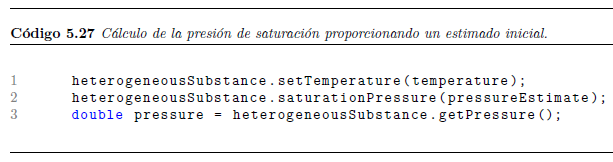 Código 5.27 Cálculo de la presión de saturación proporcionando un estimado inicial.
1 heterogeneousSubstance.setTemperature(temperature);
2 heterogeneousSubstance.saturationPressure(pressureEstimate);
3 double pressure = heterogeneousSubstance.getPressure();